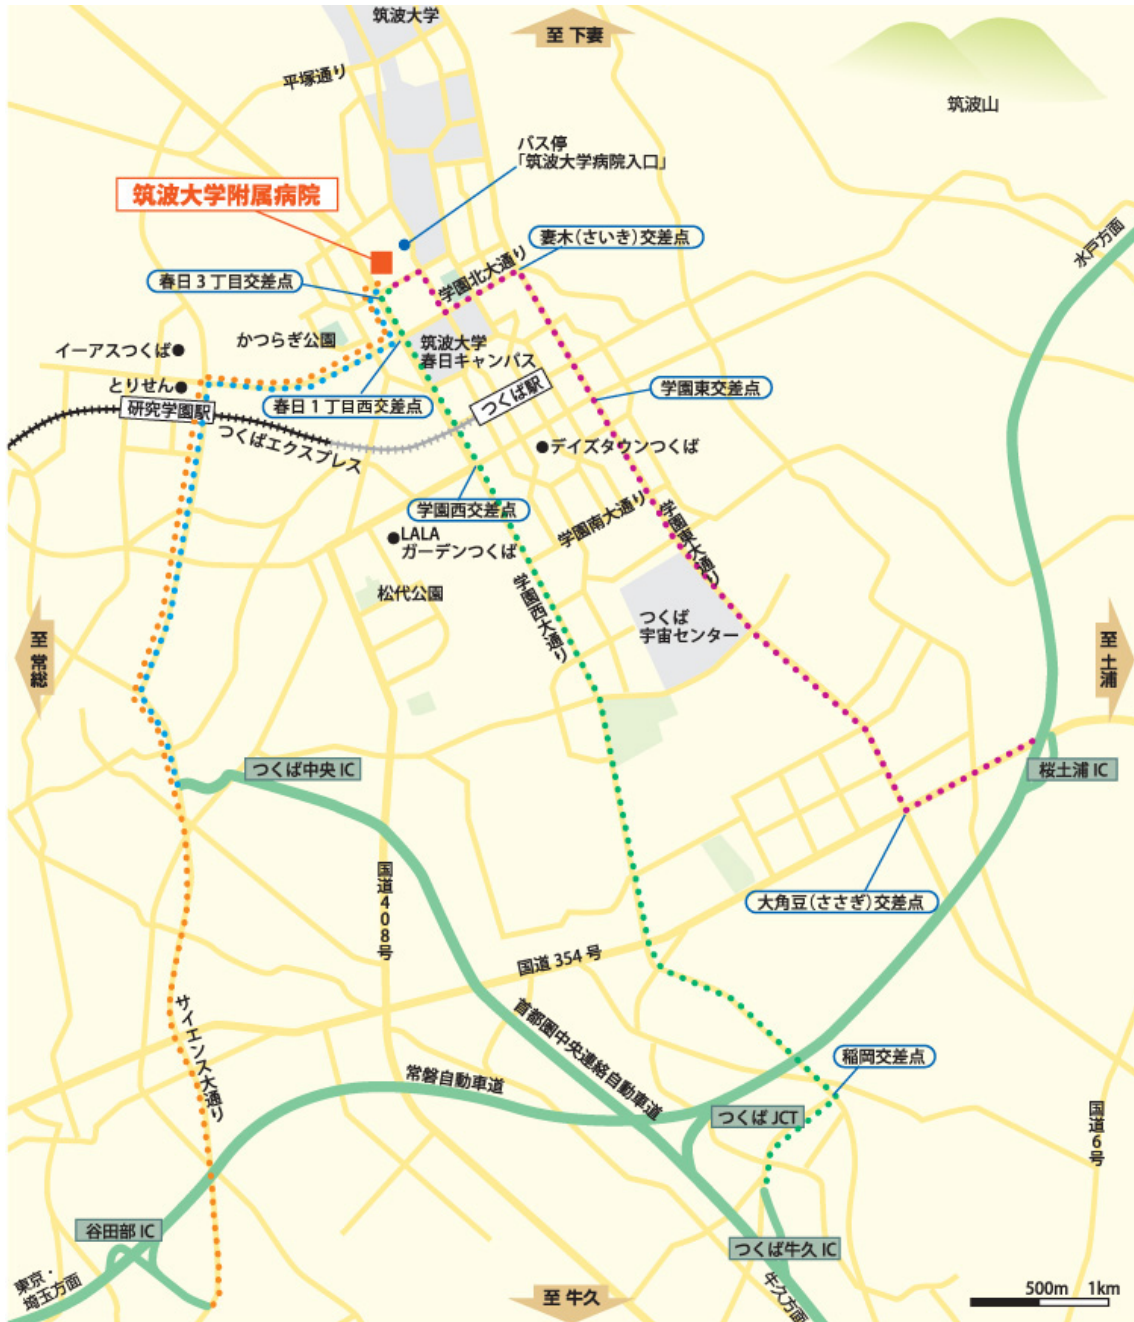 筑波大学
至 下妻
平塚通り
筑波山
バス停
「筑波大学病院入口」
筑波大学附属病院
妻木(さいき)交差点
水戸方面
学園北大通り
春日3丁目交差点
かつらぎ公園
筑波大学
春日キャンパス
イーアスつくば
とりせん
つくば駅
学園東交差点
研究学園駅
春日1丁目西交差点
つくばエクスプレス
デイズタウンつくば
学園西交差点
学園南大通り
学園東大通り
LALA
ガーデンつくば
学園西大通り
松代公園
つくば
宇宙センター
至 常総
至 土浦
つくば中央 IC
桜土浦 IC
国道408号
大角豆(ささぎ)交差点
国道 354 号
サイエンス大通り
首都圏中央連絡自動車道
稲岡交差点
常磐自動車道
つくば JCT
国道6号
谷田部 IC
つくば牛久 IC
東京・
埼玉方面
至 牛久
牛久方面
500m 1km